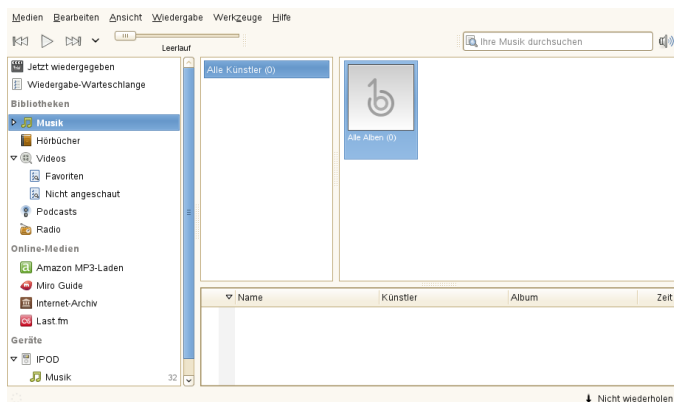 Medien Bearbeiten Ansicht Wiedergabe Werkzeuge Hilfe
Leerlauf
Ihre Musik durchsuchen
Jetzt wiedergegeben
Wiedergabe-Warteschlange
Bibliotheken
Musik
Hörbücher
Videos
Favoriten
Nicht angeschaut
Podcasts
Radio
Online-Medien
Amazon MP3-Laden
Miro Guide
Internet-Archiv
Last.fm
Geräte
IPOD
Musik 32
Alle Künstler (0)
Alle Alben (0)
Name Künstler Album Zeit
Nicht wiederholen